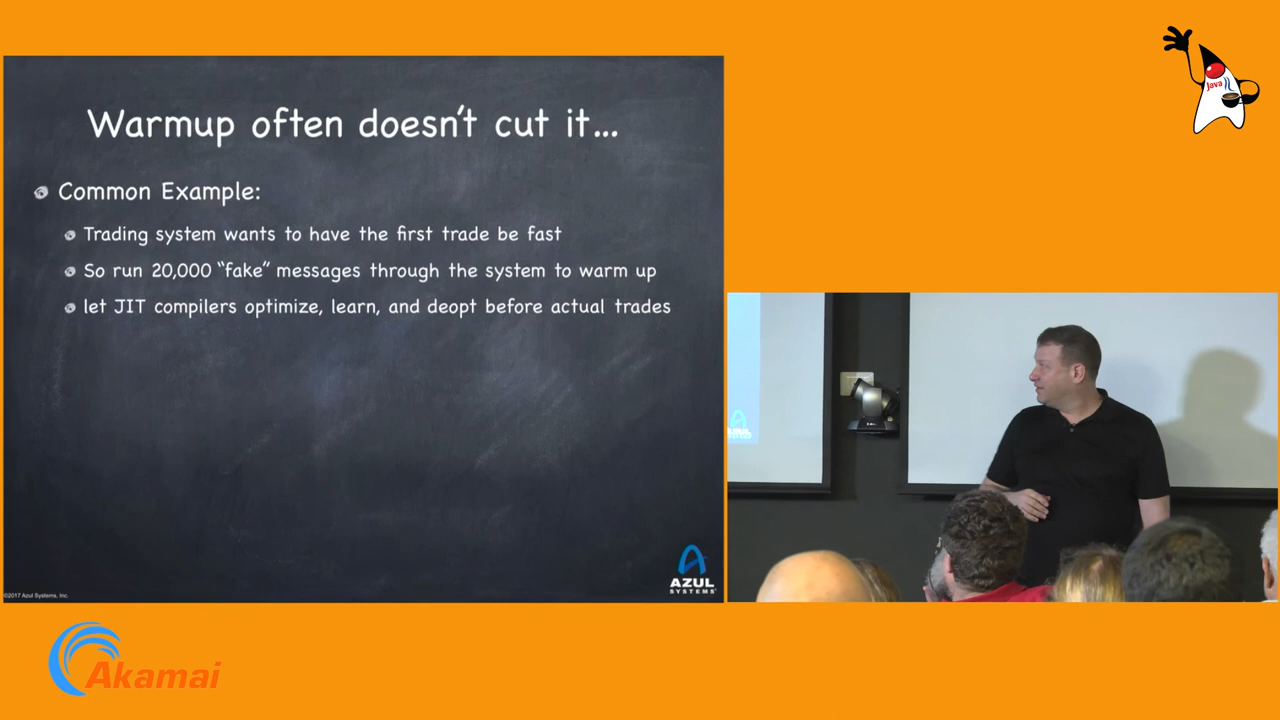 Warmup often doesn't cut it...
Common Example:
Trading system wants to have the first trade be fast
So run 20,000 "fake" messages through the system to warm up
let JIT compilers optimize, learn, and deopt before actual trades
AZUL
SYSTEMS
©2017 Azul Systems, Inc.
Java
Akamai